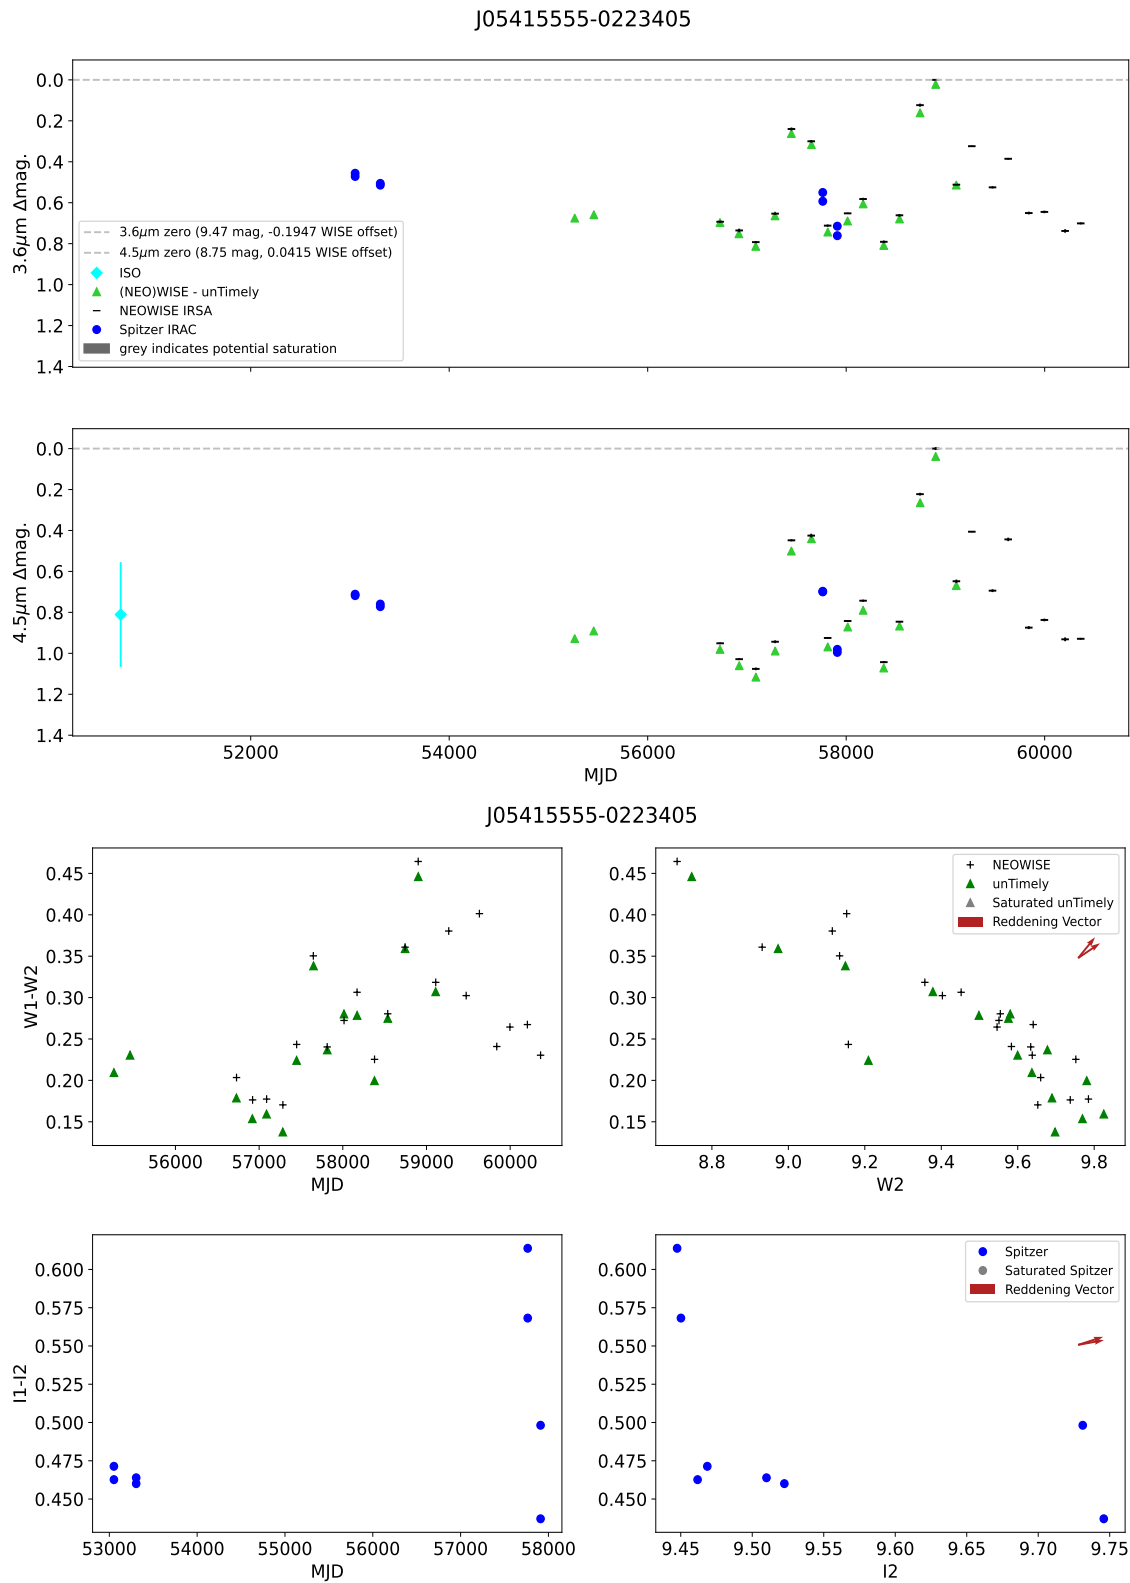 J05415555-0223405
0.0
0.2
0.4
0.6
0.8
1.0
1.2
1.4
3.6μm Δmag.
3.6μm zero (9.47 mag, -0.1947 WISE offset)
4.5μm zero (8.75 mag, 0.0415 WISE offset)
ISO
(NEO)WISE - unTimely
NEOWISE IRSA
Spitzer IRAC
grey indicates potential saturation
0.0
0.2
0.4
0.6
0.8
1.0
1.2
1.4
4.5μm Δmag.
52000 54000 56000 58000 60000
MJD
J05415555-0223405
0.45
0.40
0.35
0.30
0.25
0.20
0.15
W1-W2
56000 57000 58000 59000 60000
MJD
0.45
0.40
0.35
0.30
0.25
0.20
0.15
NEOWISE
unTimely
Saturated unTimely
Reddening Vector
8.8 9.0 9.2 9.4 9.6 9.8
W2
0.600
0.575
0.550
0.525
0.500
0.475
0.450
I1-I2
53000 54000 55000 56000 57000 58000
MJD
0.600
0.575
0.550
0.525
0.500
0.475
0.450
Spitzer
Saturated Spitzer
Reddening Vector
9.45 9.50 9.55 9.60 9.65 9.70 9.75
I2